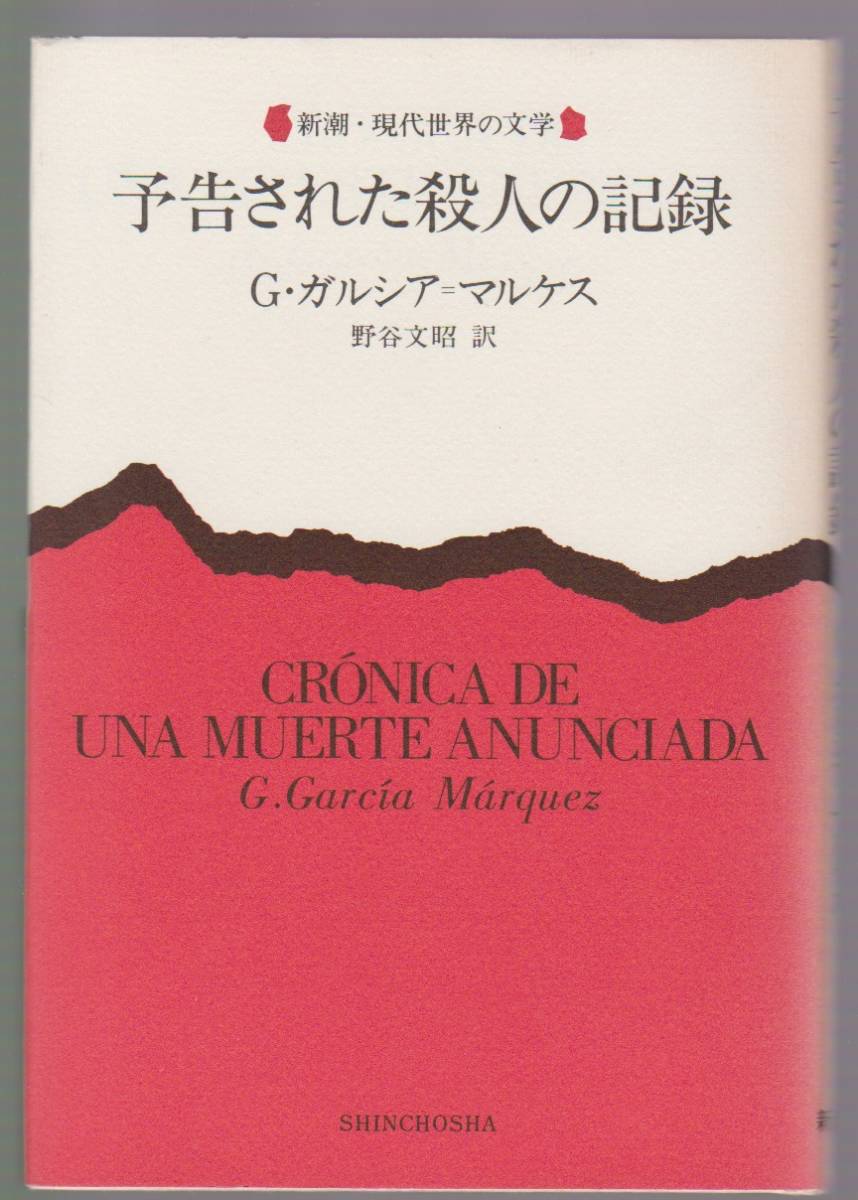 新潮・現代世界の文学
予告された殺人の記録
G・ガルシア=マルケス
野谷文昭 訳
CRÓNICA DE
UNA MUERTE ANUNCIADA
G.García Márquez
SHINCHOSHA